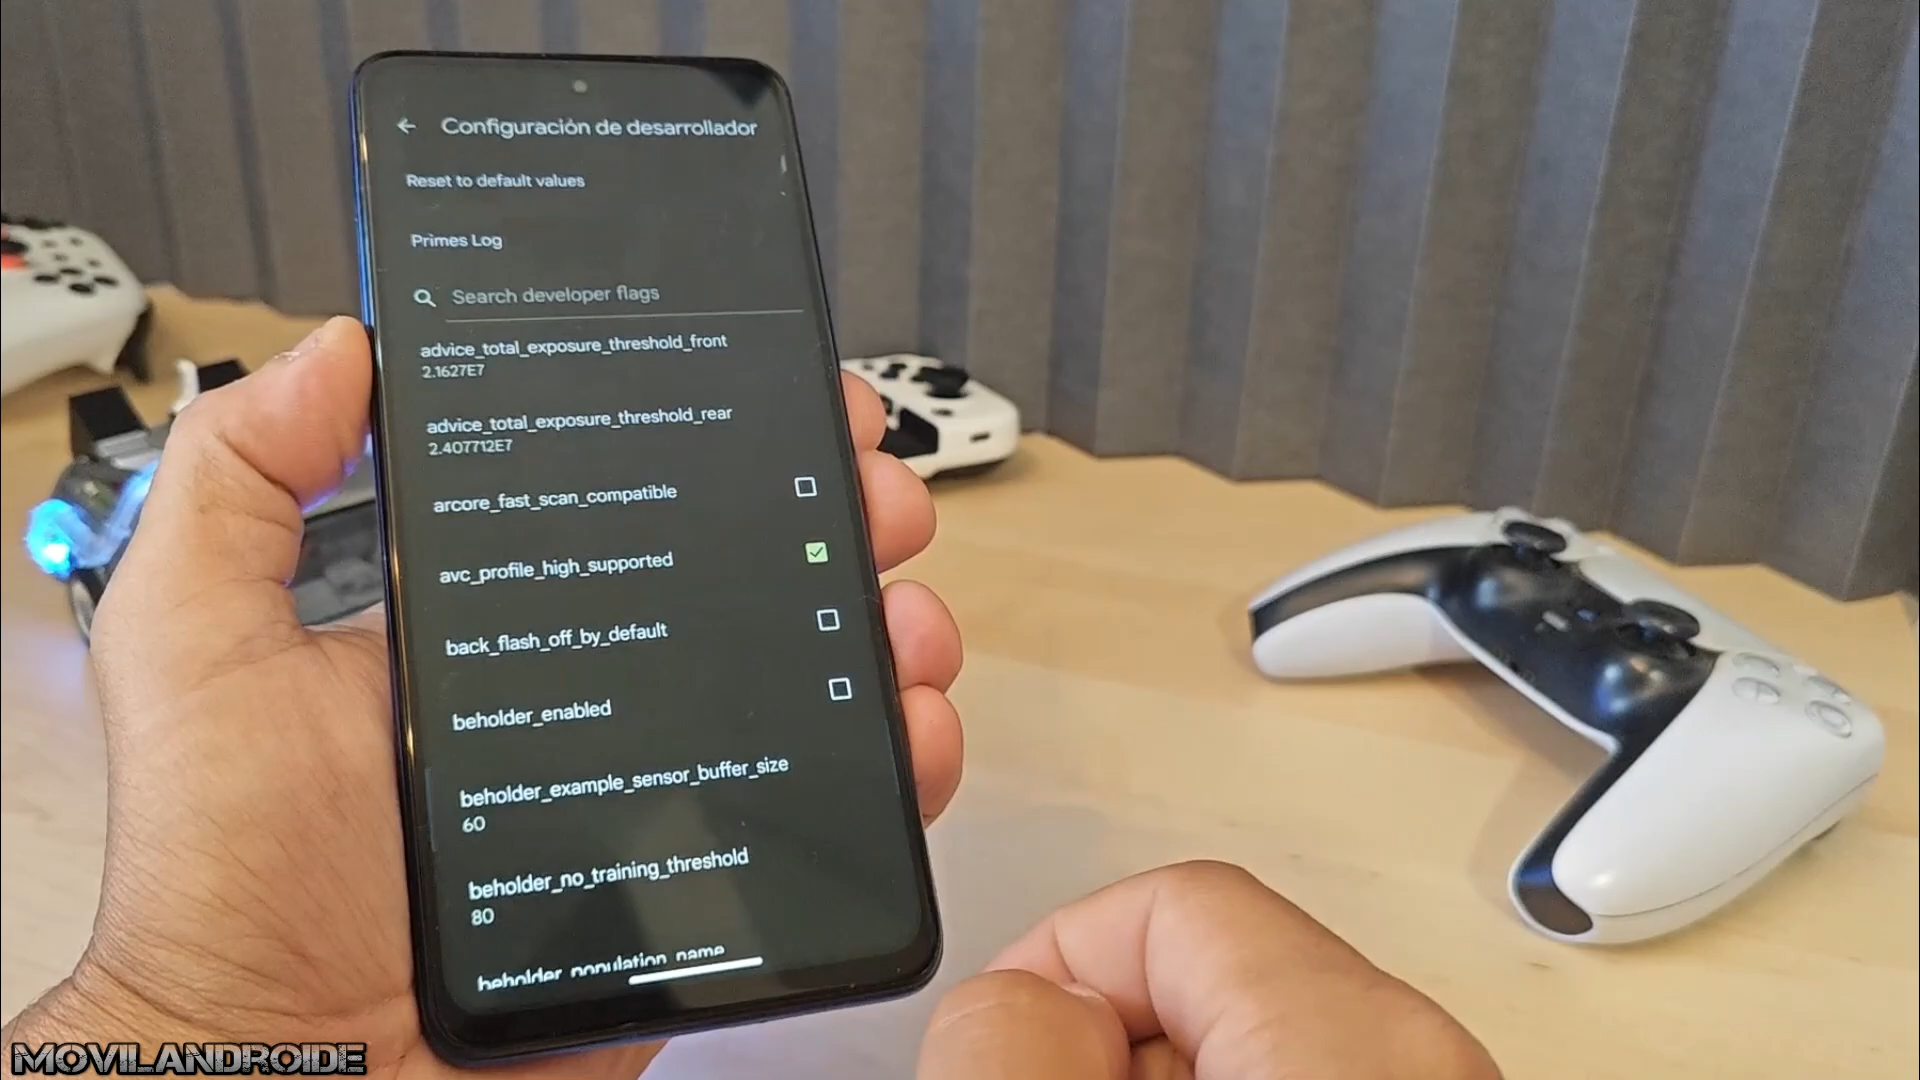 Configuración de desarrollador
Reset to default values
Primes Log
Search developer flags
advice_total_exposure_threshold_front
2.1627E7
advice_total_exposure_threshold_rear
2.407712E7
arcore_fast_scan_compatible
avc_profile_high_supported
back_flash_off_by_default
beholder_enabled
beholder_example_sensor_buffer_size
60
beholder_no_training_threshold
80
beholder_population_name
MOVILANDROIDE